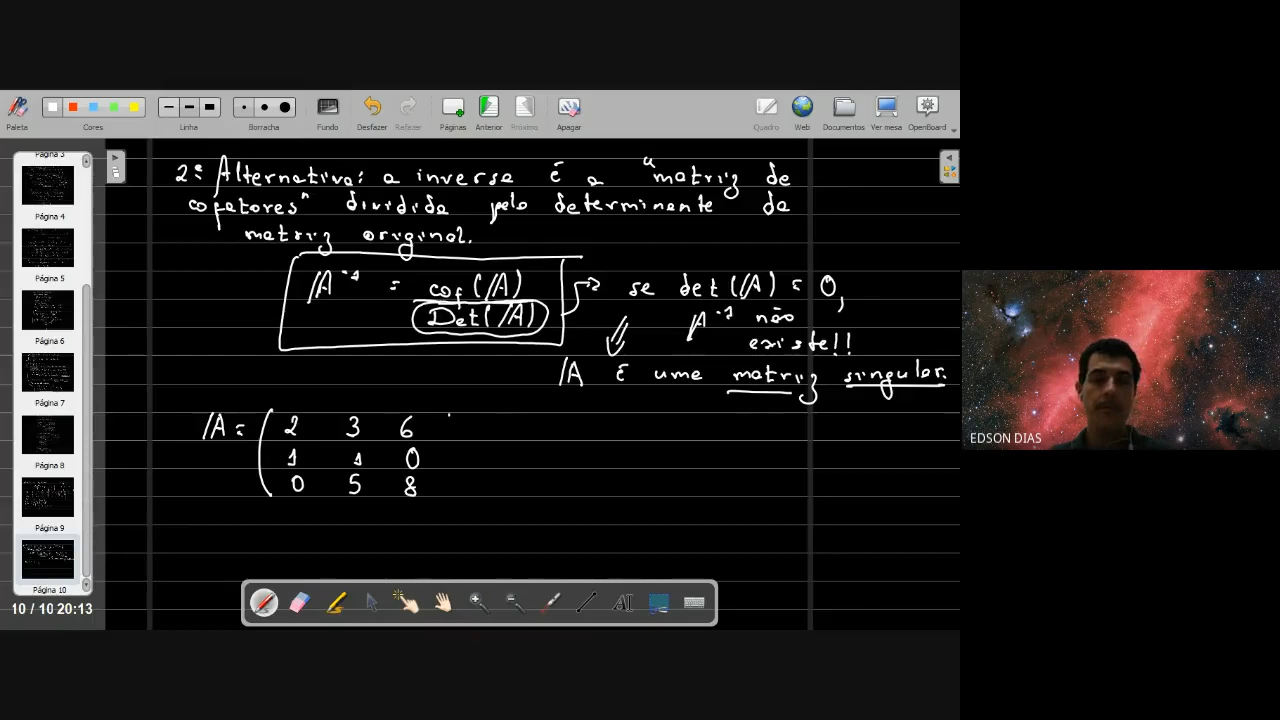 Paleta
Cores
Linha
Borracha
Fundo
Desfazer
Refazer
Páginas
Anterior
Próximo
Apagar
Quadro
Web
Documentos
Ver mesa
OpenBoard
Página 3
Página 4
Página 5
Página 6
Página 7
Página 8
Página 9
Página 10
10 / 10 20:13
2ª Alternativa: a inversa é a "matriz de
cofatores" dividida pelo determinante da
matriz original.
A⁻¹ = cof(A)
Det(A)
se det(A) = 0,
A⁻¹ não
existe!!
A é uma matriz singular.
A = ( 2 3 6
1 1 0
0 5 8
EDSON DIAS